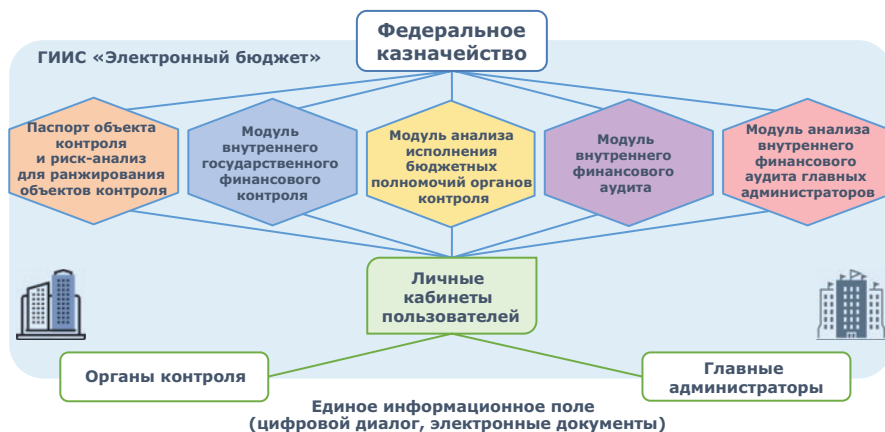 Федеральное
казначейство
ГИИС «Электронный бюджет»
Паспорт объекта
контроля
и риск-анализ
для ранжирования
объектов контроля
Модуль
внутреннего
государственного
финансового
контроля
Модуль анализа
исполнения
бюджетных
полномочий органов
контроля
Модуль
внутреннего
финансового
аудита
Модуль анализа
внутреннего
финансового
аудита главных
администраторов
Личные
кабинеты
пользователей
Органы контроля
Главные
администраторы
Единое информационное поле
(цифровой диалог, электронные документы)